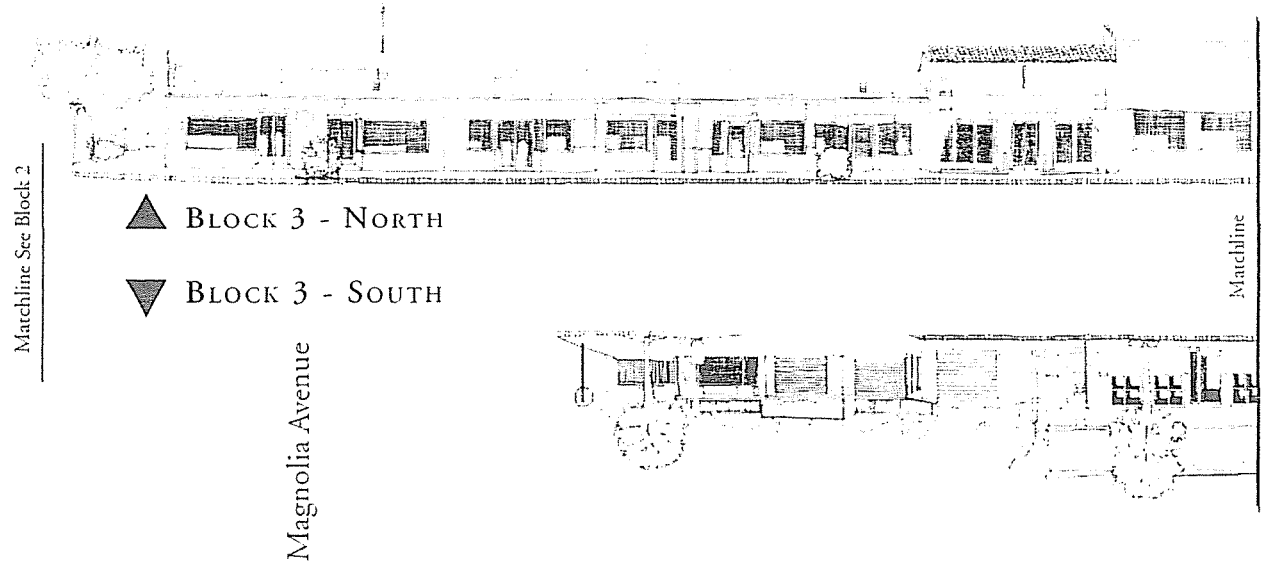 Matchline See Block 2
BLOCK 3 - NORTH
BLOCK 3 - SOUTH
Magnolia Avenue
Matchline